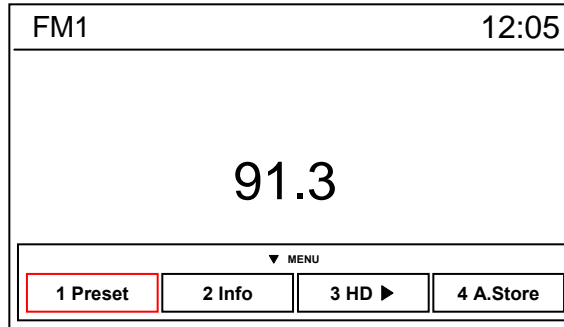 FM1 12:05
91.3
▼ MENU
1 Preset 2 Info 3 HD ▶ 4 A.Store